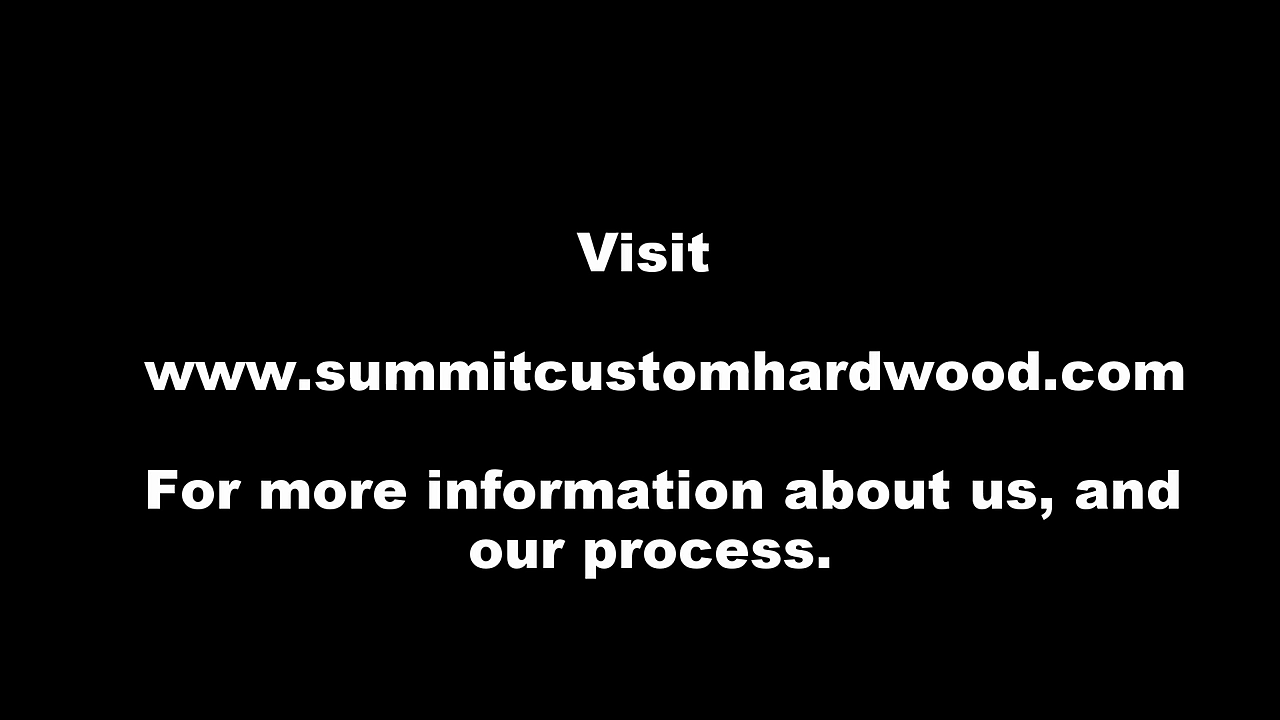 Visit
www.summitcustomhardwood.com
For more information about us, and
our process.